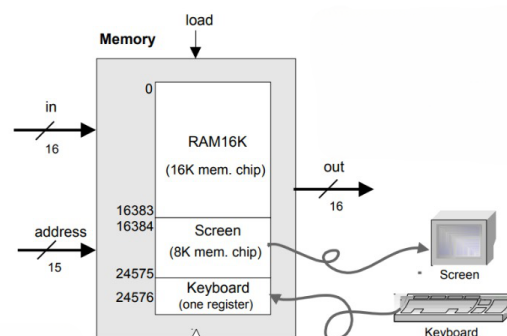 load
Memory
0
in
16
RAM16K
(16K mem. chip)
out
16
16383
16384
address
15
Screen
(8K mem. chip)
24575
24576
Keyboard
(one register)
Screen
Keyboard